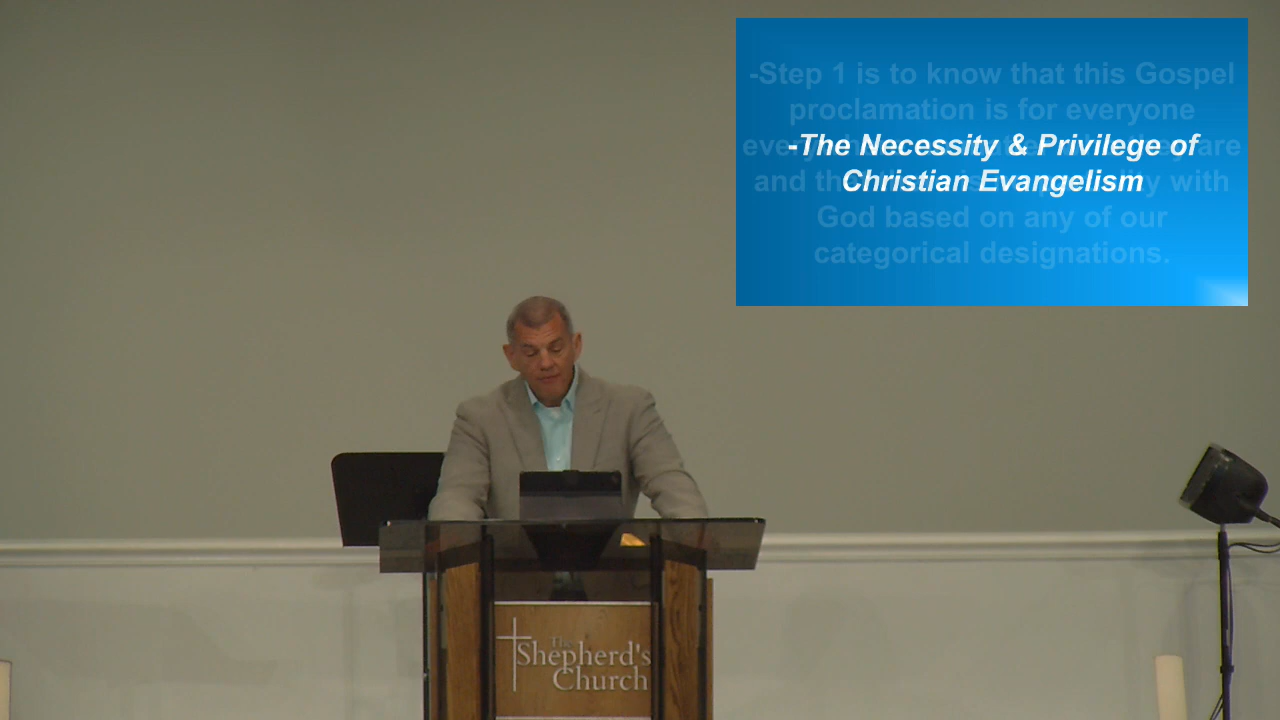 -Step 1 is to know that this Gospel
proclamation is for everyone
-The Necessity & Privilege of
Christian Evangelism
God based on any of our
categorical designations.
The
Shepherd's
Church